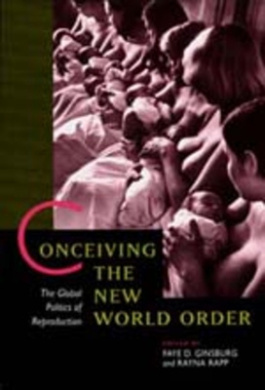 CONCEIVING
THE
NEW
WORLD ORDER
The Global
Politics of
Reproduction
EDITED BY
FAYE D. GINSBURG
and RAYNA RAPP